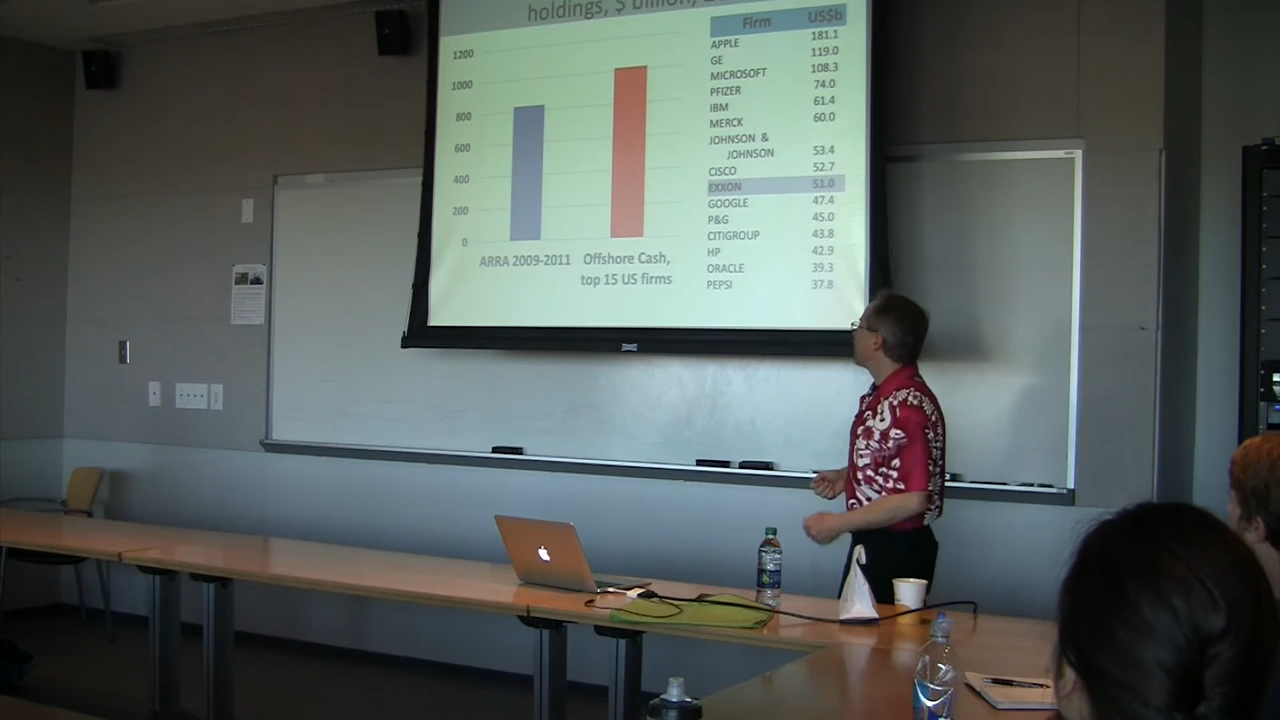 holdings, $ billion,
1200
1000
800
600
400
200
0
ARRA 2009-2011
Offshore Cash,
top 15 US firms
Firm US$b
APPLE 181.1
GE 119.0
MICROSOFT 108.3
PFIZER 74.0
IBM 61.4
MERCK 60.0
JOHNSON &
JOHNSON 53.4
CISCO 52.7
EXXON 51.0
GOOGLE 47.4
P&G 45.0
CITIGROUP 43.8
HP 42.9
ORACLE 39.3
PEPSI 37.8